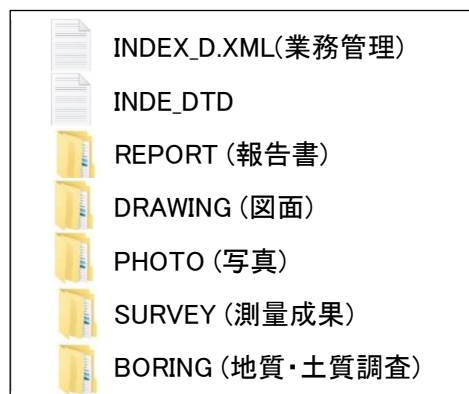 INDEX_D.XML(業務管理)
INDE_DTD
REPORT (報告書)
DRAWING (図面)
PHOTO (写真)
SURVEY (測量成果)
BORING (地質・土質調査)